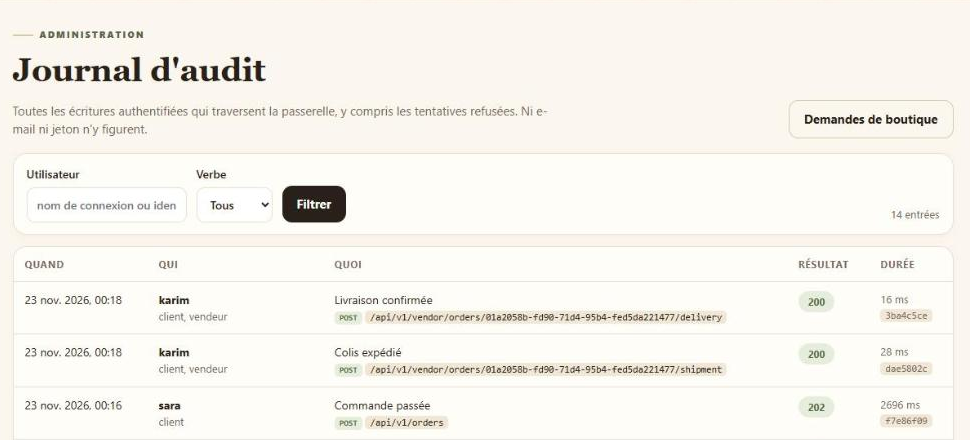 ADMINISTRATION
Journal d'audit
Toutes les écritures authentifiées qui traversent la passerelle, y compris les tentatives refusées. Ni e-
mail ni jeton n'y figurent.
Demandes de boutique
Utilisateur Verbe
nom de connexion ou iden Tous Filtrer
14 entrées
QUAND QUI QUOI RÉSULTAT DURÉE
23 nov. 2026, 00:18 karim Livraison confirmée 200 16 ms
client, vendeur POST /api/v1/vendor/orders/01a2058b-fd90-71d4-95b4-fed5da221477/delivery 3ba4c5ce
23 nov. 2026, 00:18 karim Colis expédié 200 28 ms
client, vendeur POST /api/v1/vendor/orders/01a2058b-fd90-71d4-95b4-fed5da221477/shipment dae5802c
23 nov. 2026, 00:16 sara Commande passée 202 2696 ms
client POST /api/v1/orders f7e86f09